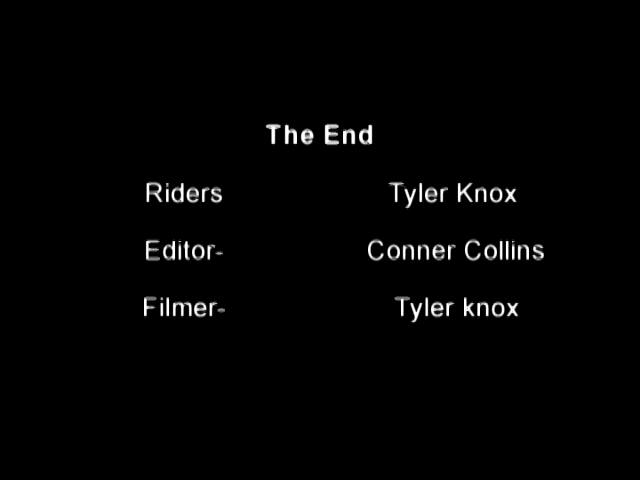 The End
Riders Tyler Knox
Editor- Conner Collins
Filmer- Tyler knox